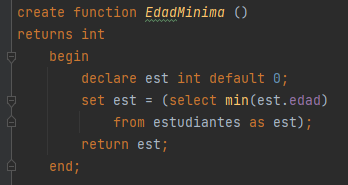 create function EdadMinima ()
returns int
    begin
        declare est int default 0;
        set est = (select min(est.edad)
            from estudiantes as est);
        return est;
    end;